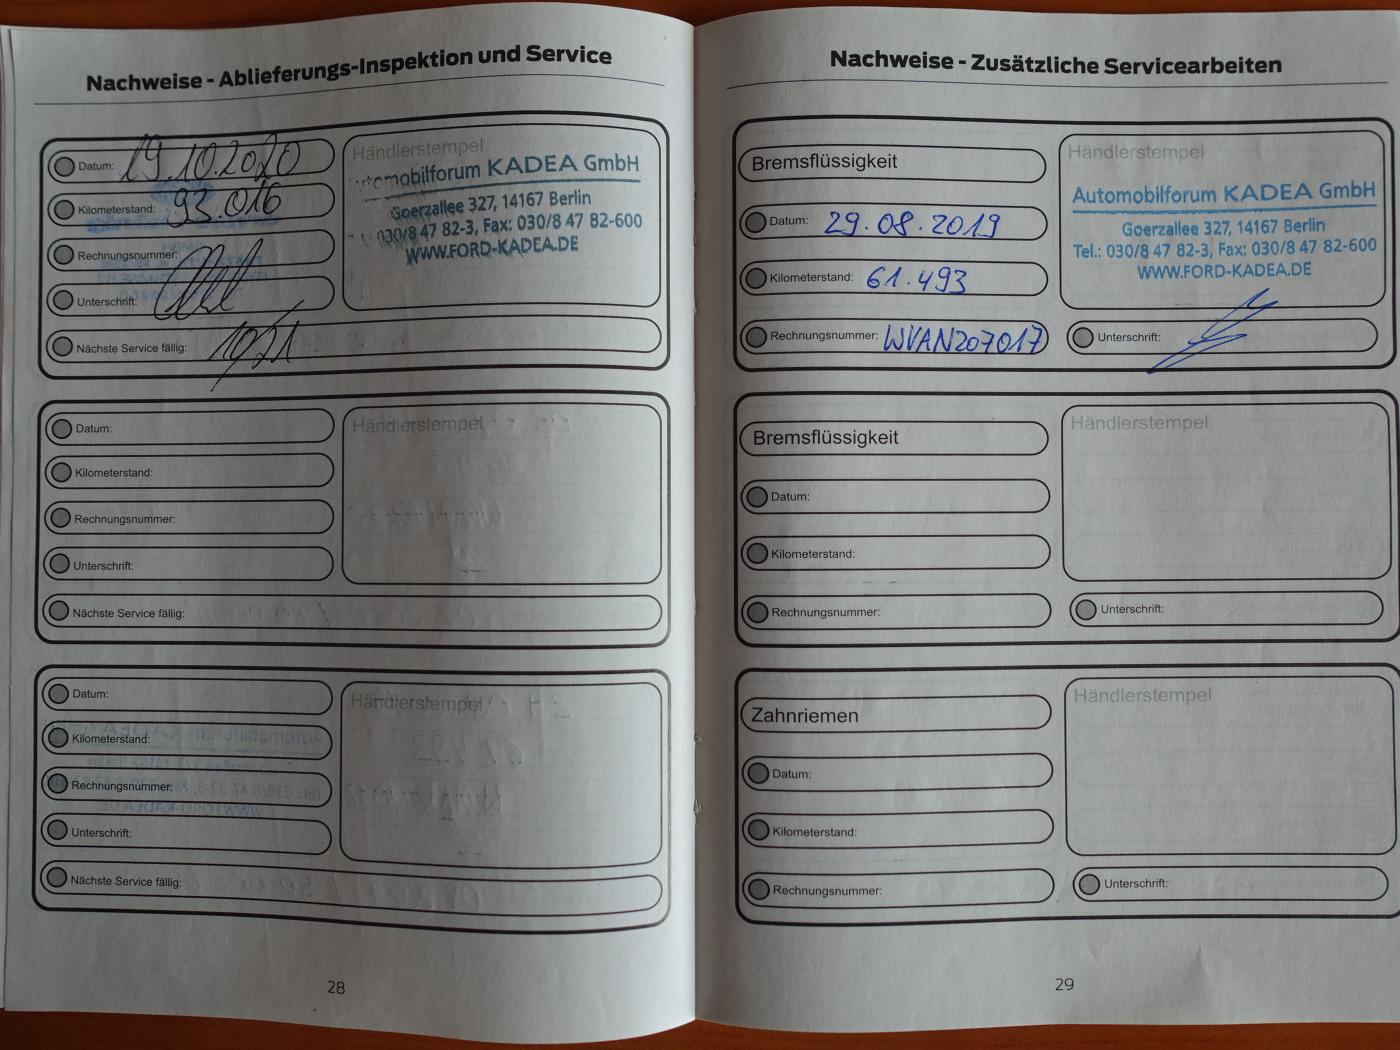 Nachweise - Ablieferungs-Inspektion und Service
Datum: 19.10.2020
Kilometerstand: 93.016
Rechnungsnummer:
Unterschrift:
Nächste Service fällig: 10/21
Händlerstempel
Automobilforum KADEA GmbH
Goerzallee 327, 14167 Berlin
030/8 47 82-3, Fax: 030/8 47 82-600
WWW.FORD-KADEA.DE
Datum:
Kilometerstand:
Rechnungsnummer:
Unterschrift:
Nächste Service fällig:
Händlerstempel
Datum:
Kilometerstand:
Rechnungsnummer:
Unterschrift:
Nächste Service fällig:
Händlerstempel
28
Nachweise - Zusätzliche Servicearbeiten
Bremsflüssigkeit
Datum: 29.08.2019
Kilometerstand: 61.493
Rechnungsnummer: WVAN207017
Händlerstempel
Automobilforum KADEA GmbH
Goerzallee 327, 14167 Berlin
Tel.: 030/8 47 82-3, Fax: 030/8 47 82-600
WWW.FORD-KADEA.DE
Unterschrift:
Bremsflüssigkeit
Datum:
Kilometerstand:
Rechnungsnummer:
Händlerstempel
Unterschrift:
Zahnriemen
Datum:
Kilometerstand:
Rechnungsnummer:
Händlerstempel
Unterschrift:
29